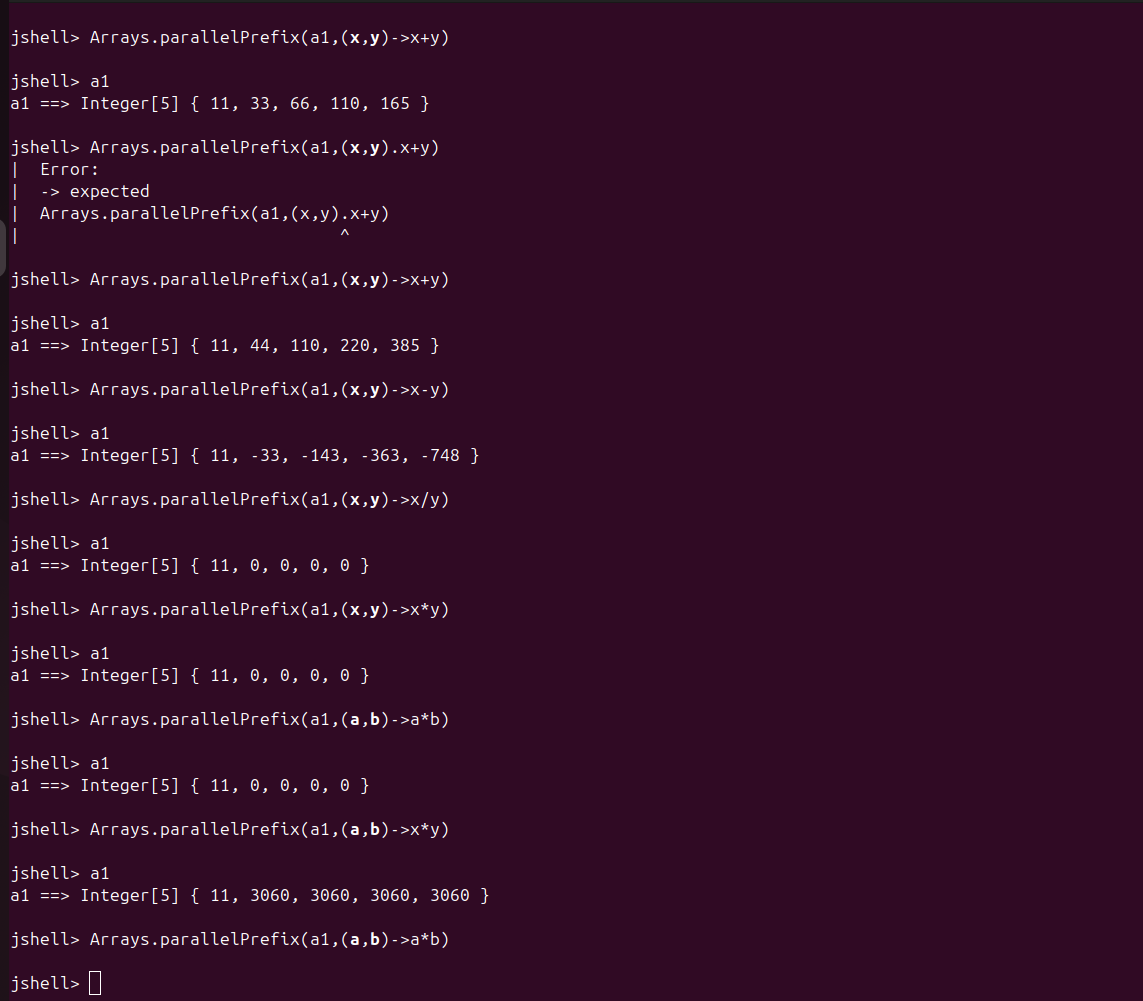 jshell> Arrays.parallelPrefix(a1,(x,y)->x+y)
jshell> a1
a1 ==> Integer[5] { 11, 33, 66, 110, 165 }
jshell> Arrays.parallelPrefix(a1,(x,y).x+y)
|  Error:
|  -> expected
|  Arrays.parallelPrefix(a1,(x,y).x+y)
|                                ^
jshell> Arrays.parallelPrefix(a1,(x,y)->x+y)
jshell> a1
a1 ==> Integer[5] { 11, 44, 110, 220, 385 }
jshell> Arrays.parallelPrefix(a1,(x,y)->x-y)
jshell> a1
a1 ==> Integer[5] { 11, -33, -143, -363, -748 }
jshell> Arrays.parallelPrefix(a1,(x,y)->x/y)
jshell> a1
a1 ==> Integer[5] { 11, 0, 0, 0, 0 }
jshell> Arrays.parallelPrefix(a1,(x,y)->x*y)
jshell> a1
a1 ==> Integer[5] { 11, 0, 0, 0, 0 }
jshell> Arrays.parallelPrefix(a1,(a,b)->a*b)
jshell> a1
a1 ==> Integer[5] { 11, 0, 0, 0, 0 }
jshell> Arrays.parallelPrefix(a1,(a,b)->x*y)
jshell> a1
a1 ==> Integer[5] { 11, 3060, 3060, 3060, 3060 }
jshell> Arrays.parallelPrefix(a1,(a,b)->a*b)
jshell>